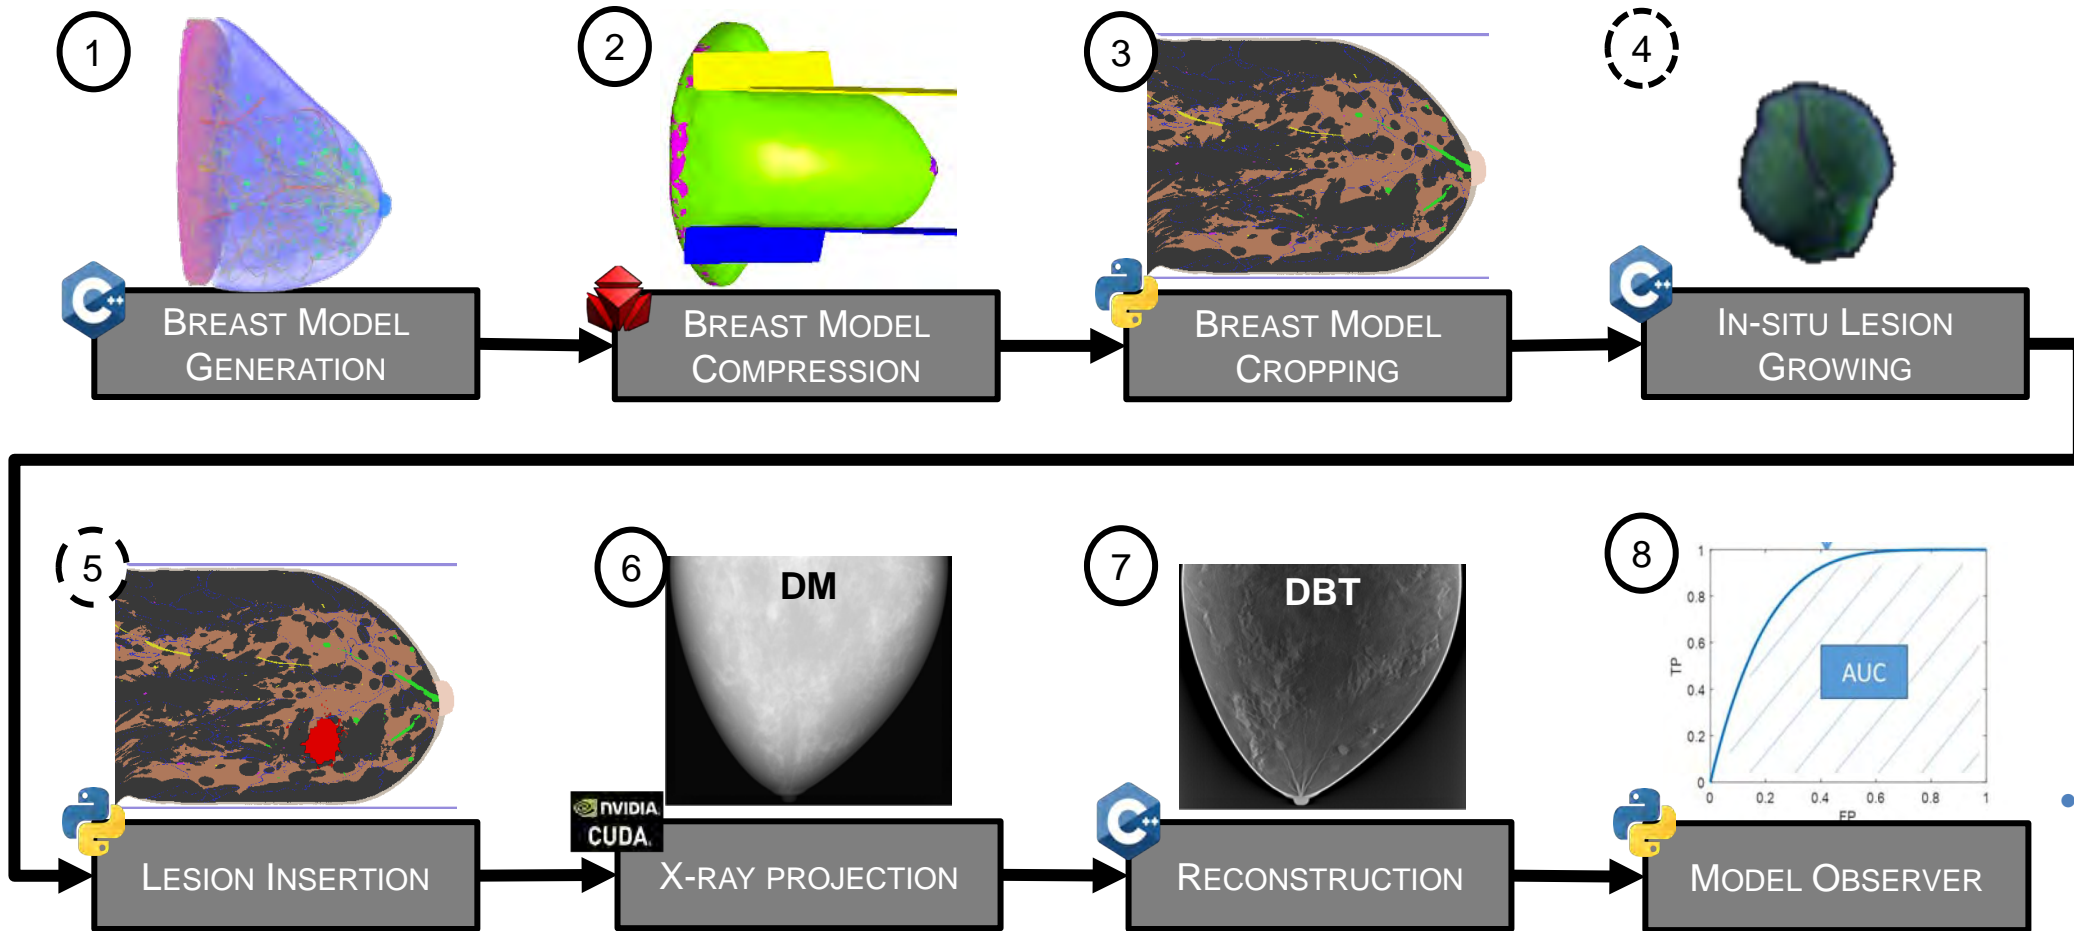 1
2
3
4
C++
BREAST MODEL
GENERATION
BREAST MODEL
COMPRESSION
BREAST MODEL
CROPPING
C++
IN-SITU LESION
GROWING
5
6
DM
7
DBT
8
1
0.8
0.6
0.4
0.2
0
TP
AUC
0
0.2
0.4
0.6
0.8
1
FP
LESION INSERTION
NVIDIA.
CUDA.
X-RAY PROJECTION
C++
RECONSTRUCTION
MODEL OBSERVER